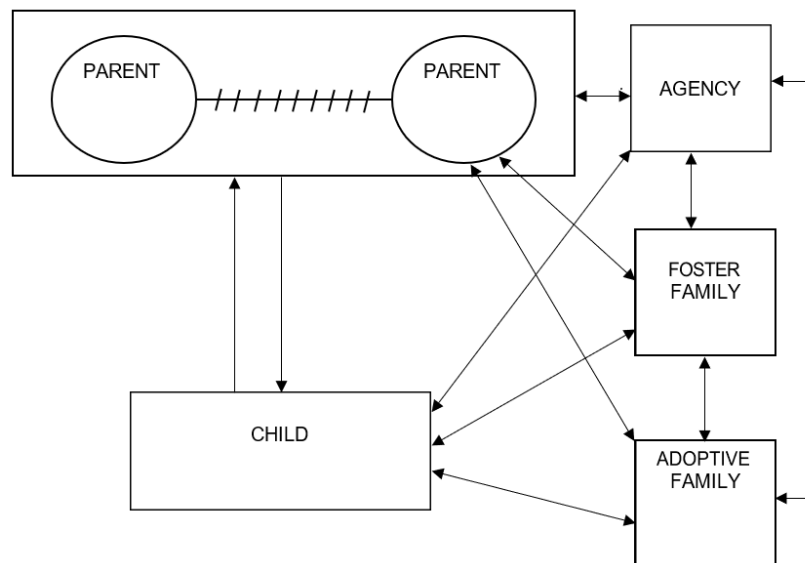 PARENT
PARENT
AGENCY
FOSTER
FAMILY
CHILD
ADOPTIVE
FAMILY